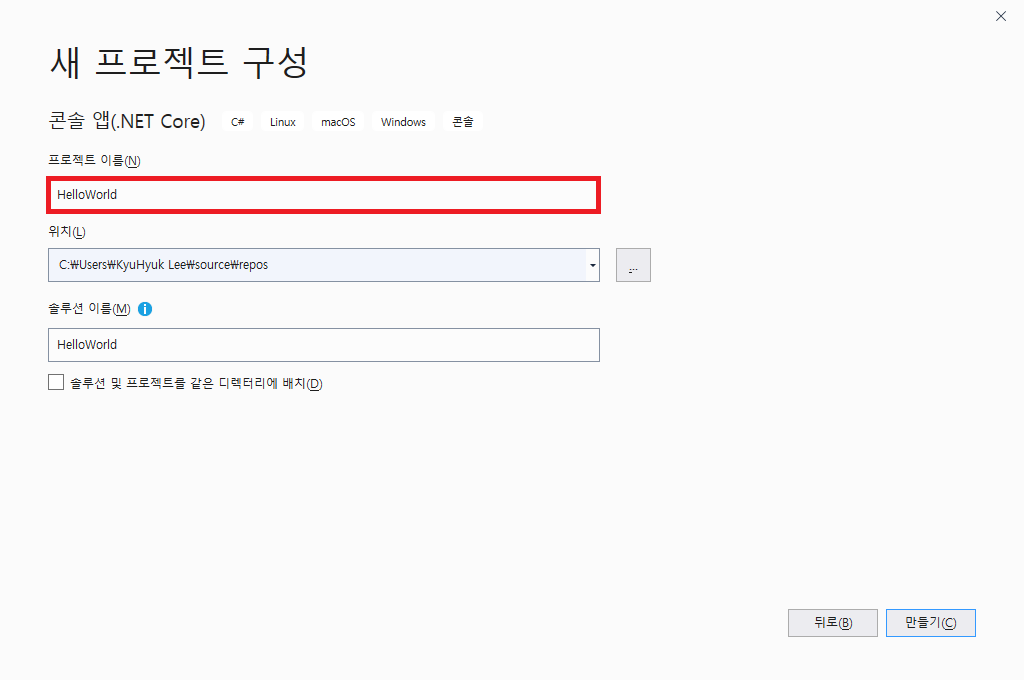 새 프로젝트 구성
콘솔 앱(.NET Core) C# Linux macOS Windows 콘솔
프로젝트 이름(N)
HelloWorld
위치(L)
C:₩Users₩KyuHyuk Lee₩source₩repos
...
솔루션 이름(M)
HelloWorld
솔루션 및 프로젝트를 같은 디렉터리에 배치(D)
뒤로(B) 만들기(C)